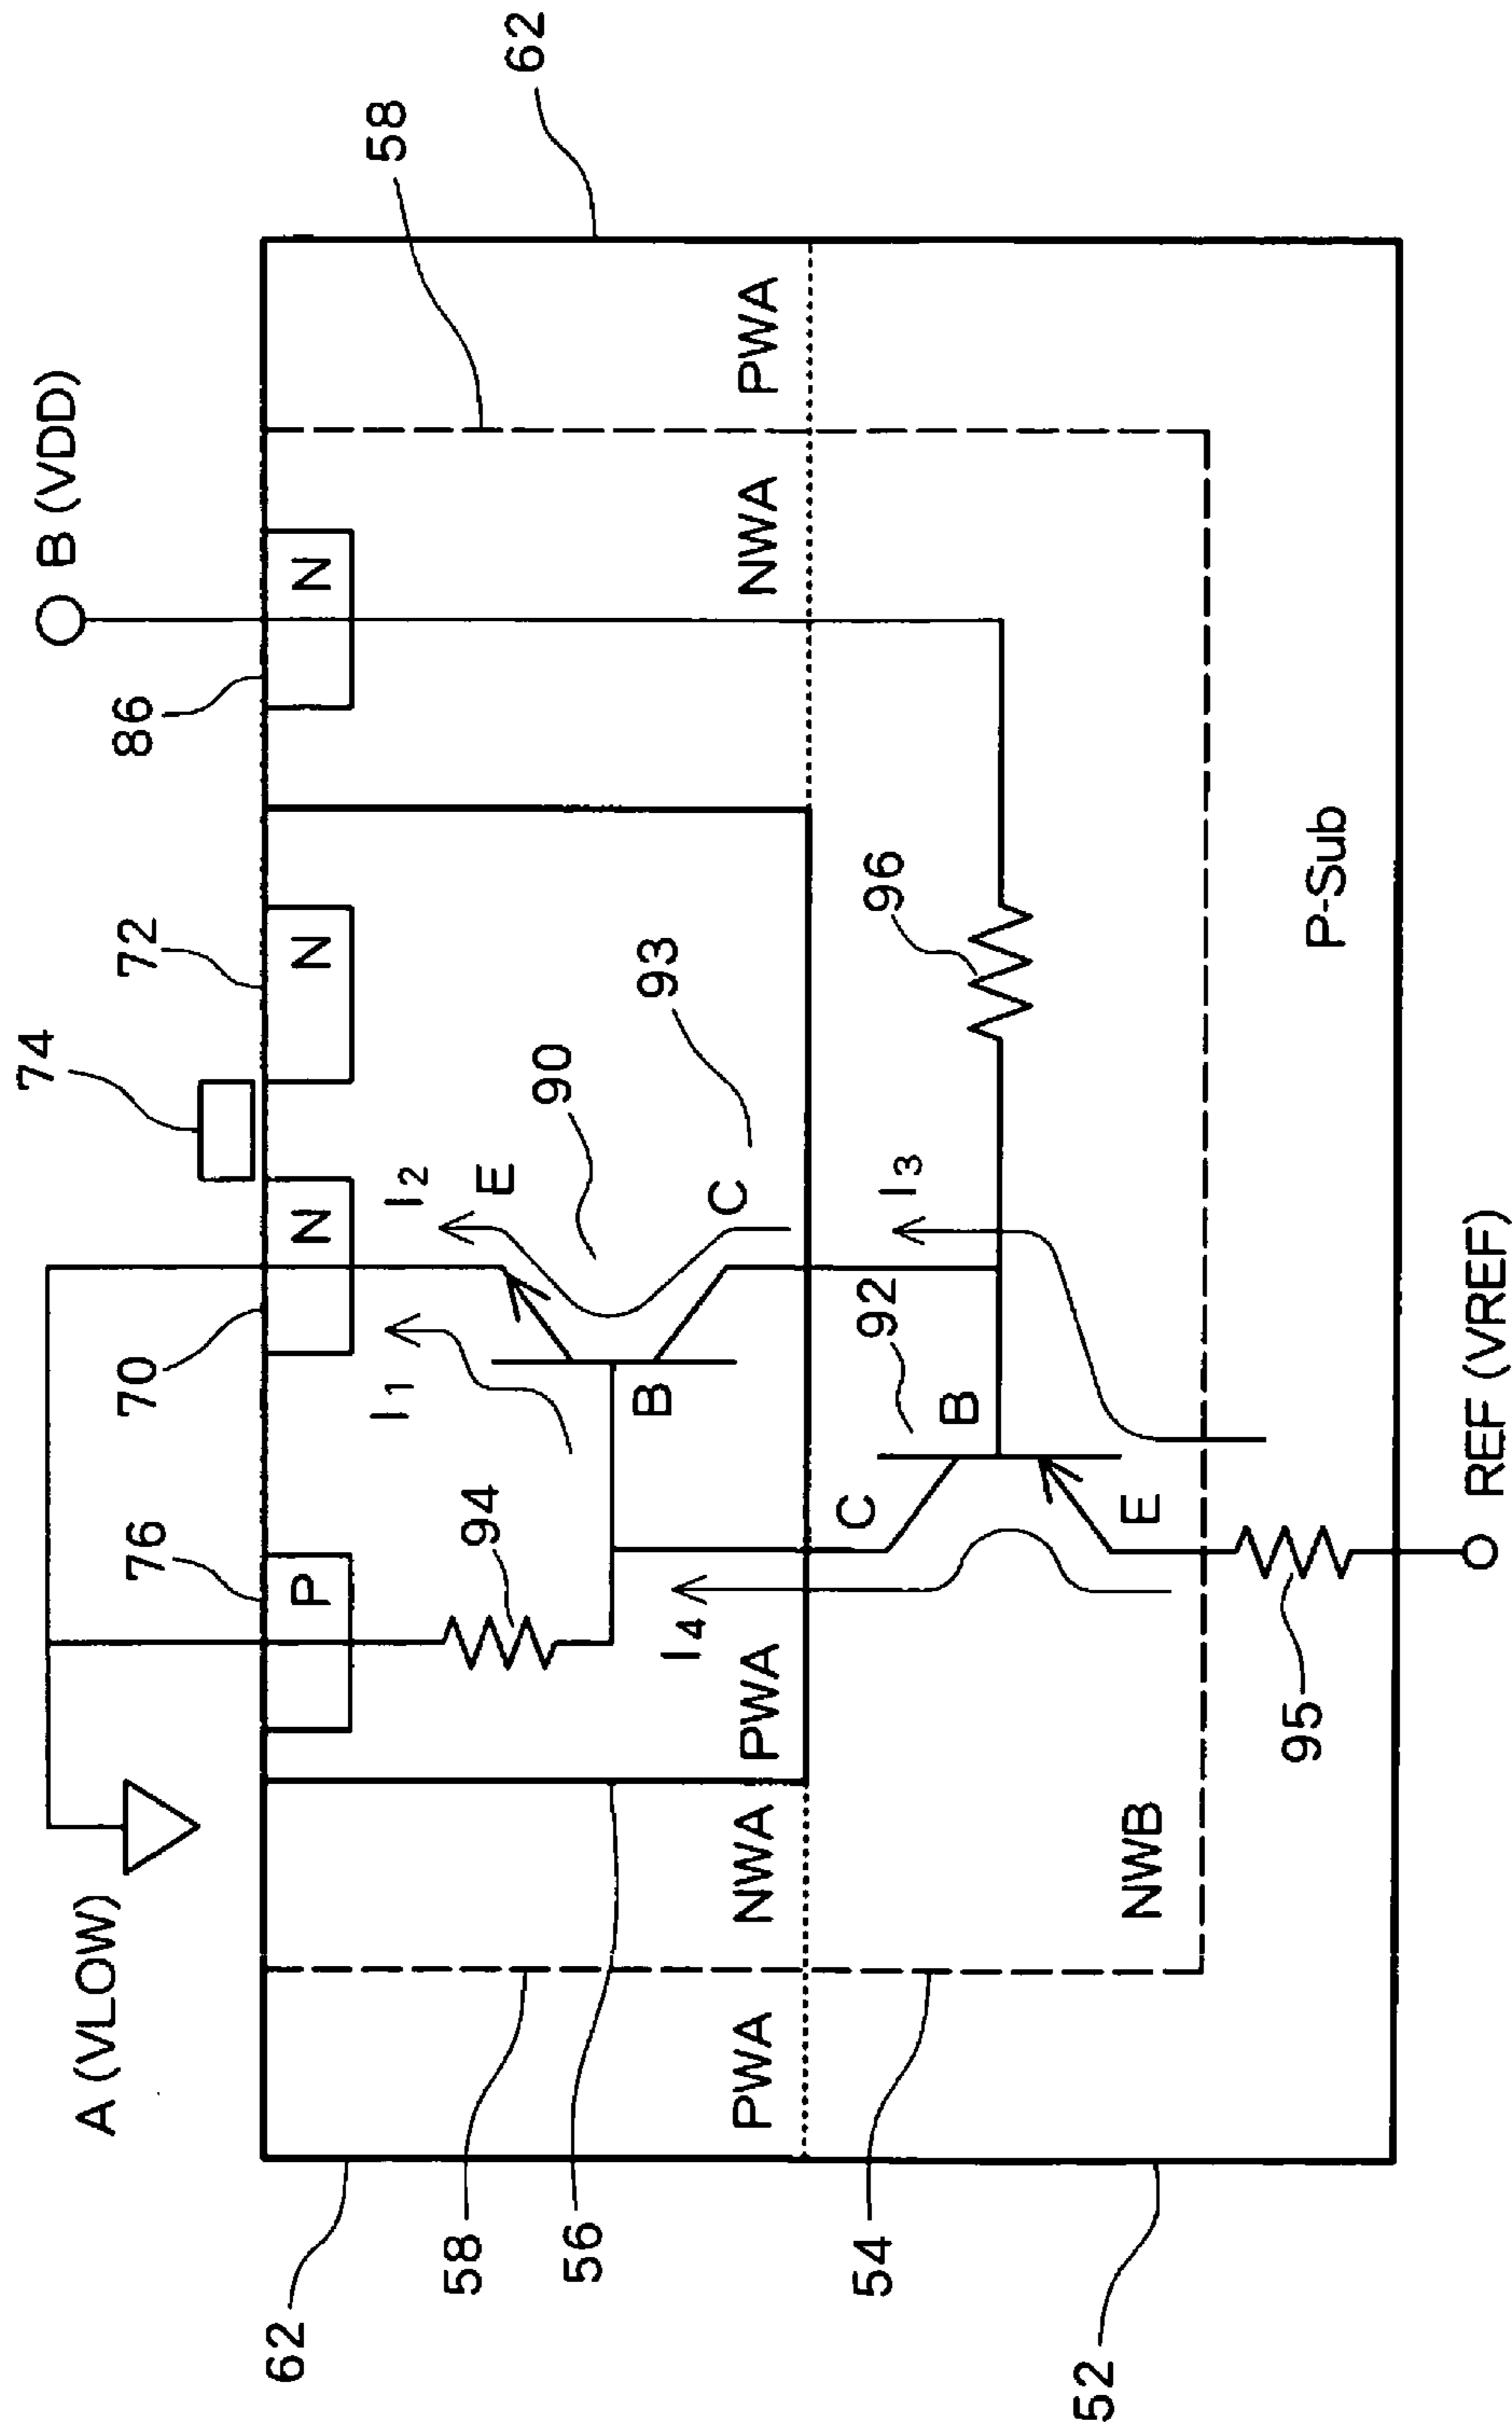 A (VLOW)
74
B (VDD)
62
76
70
72
86
58
P
N
N
N
62
58
94
I1
I2
E
90
56
B
I4
C
93
PWA
NWA
PWA
NWA
PWA
54
C
92
I3
96
B
NWB
E
52
95
P-Sub
REF (VREF)